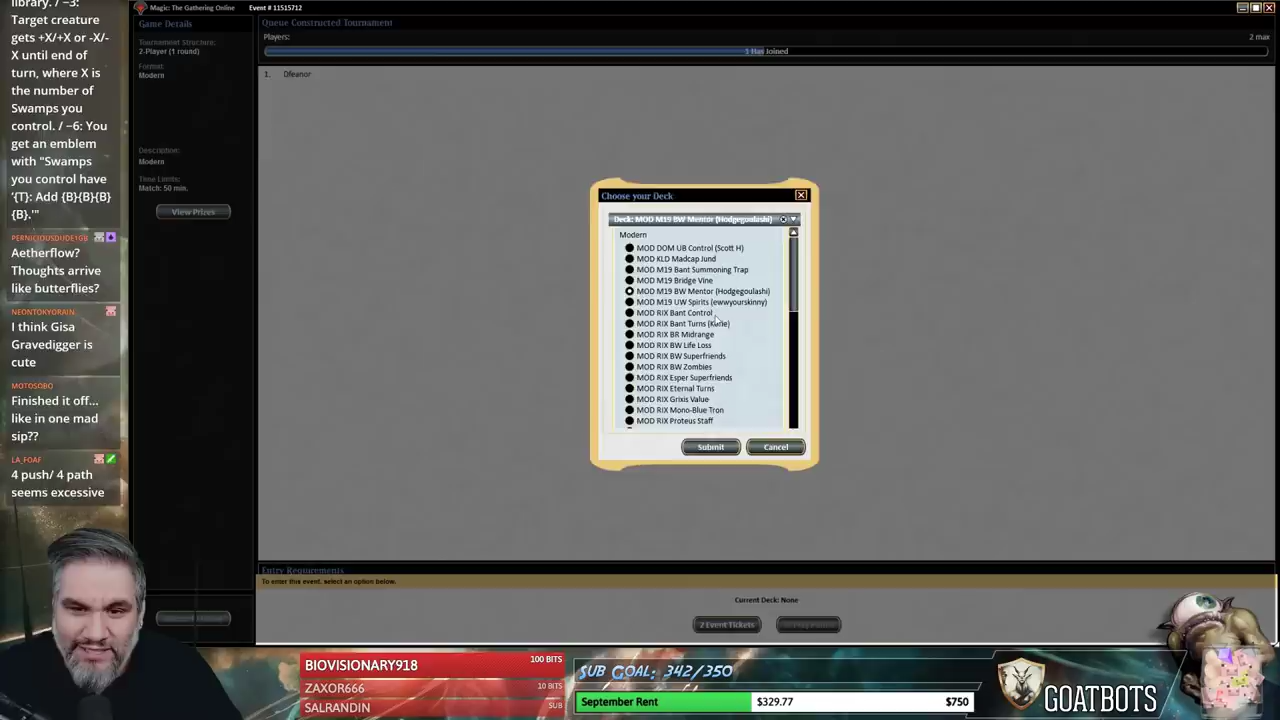 library. / −3:
Target creature
gets +X/+X or -X/-
X until end of
turn, where X is
the number of
Swamps you
control. / −6: You
get an emblem
with "Swamps
you control have
'{T}: Add {B}{B}{B}
{B}.'"
PERNICIOUSDUDE1GB
Aetherflow?
Thoughts arrive
like butterflies?
NEONTOKYORAIN
I think Gisa
Gravedigger is
cute
MOTOSOBO
Finished it off...
like in one mad
sip??
LA_FOAF
4 push/ 4 path
seems excessive
Magic: The Gathering Online Event # 11515712
Game Details
Tournament Structure:
2-Player (1 round)
Format:
Modern
Description:
Modern
Time Limits:
Match: 50 min.
View Prizes
Queue Constructed Tournament
Players:
1 Has Joined
2 max
1. Dfeanor
Choose your Deck
Deck: MOD M19 BW Mentor (Hodgegoulashi)
Modern
MOD DOM UB Control (Scott H)
MOD KLD Madcap Jund
MOD M19 Bant Summoning Trap
MOD M19 Bridge Vine
MOD M19 BW Mentor (Hodgegoulashi)
MOD M19 UW Spirits (ewwyourskinny)
MOD RIX Bant Control
MOD RIX Bant Turns
MOD RIX BR Midrange
MOD RIX BW Life Loss
MOD RIX BW Superfriends
MOD RIX BW Zombies
MOD RIX Esper Superfriends
MOD RIX Eternal Turns
MOD RIX Grixis Value
MOD RIX Mono-Blue Tron
MOD RIX Proteus Staff
Submit Cancel
Entry Requirements
To enter this event, select an option below.
Current Deck: None
2 Event Tickets
BIOVISIONARY918 100 BITS
ZAXOR666 10 BITS
SALRANDIN SUB
SUB GOAL: 342/350
September Rent $329.77 $750
GOATBOTS